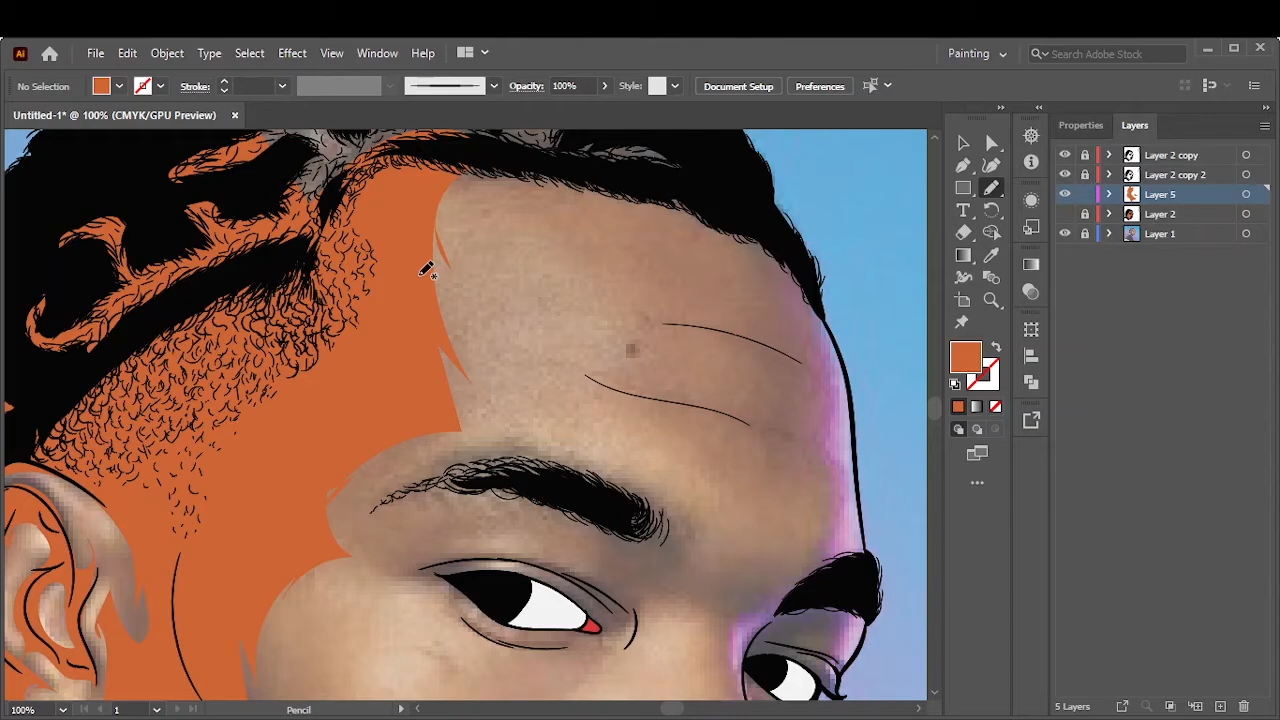 Ai File Edit Object Type Select Effect View Window Help Painting Search Adobe Stock
No Selection Stroke: Opacity: 100% Style: Document Setup Preferences
Untitled-1* @ 100% (CMYK/GPU Preview)
Properties Layers
Layer 2 copy
Layer 2 copy 2
Layer 5
Layer 2
Layer 1
100% 1 Pencil 5 Layers